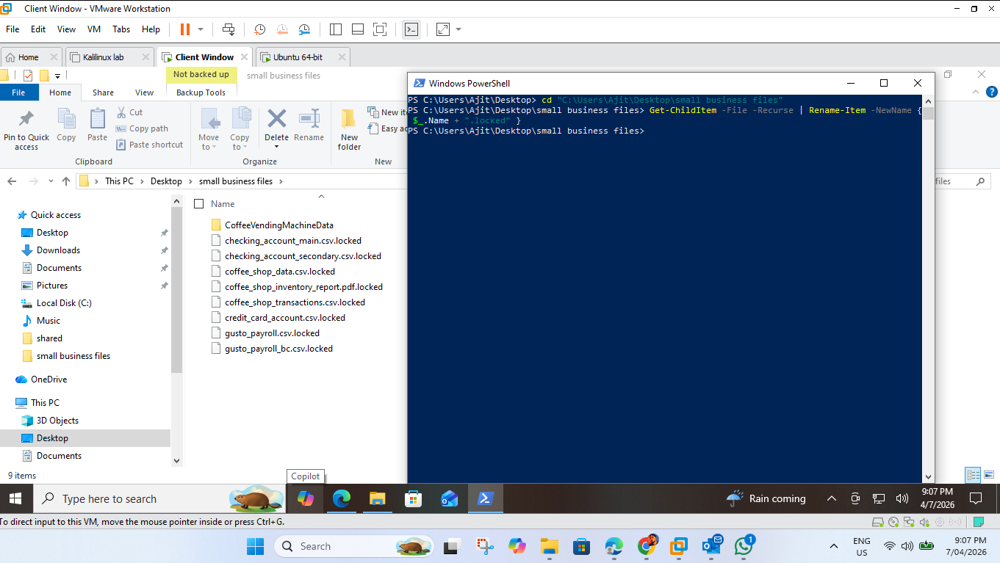 Client Window - VMware Workstation
File Edit View VM Tabs Help
Home Kalilinux lab Client Window Ubuntu 64-bit
Not backed up small business files
File Home Share View Backup Tools
Pin to Quick access
Copy
Paste
Cut
Copy path
Paste shortcut
Clipboard
Move to
Copy to
Delete
Rename
Organize
New folder
New ite
Easy ac
New
This PC Desktop small business files
files
Quick access
Desktop
Downloads
Documents
Pictures
Local Disk (C:)
Music
shared
small business files
OneDrive
This PC
3D Objects
Desktop
Documents
9 items
Name
CoffeeVendingMachineData
checking_account_main.csv.locked
checking_account_secondary.csv.locked
coffee_shop_data.csv.locked
coffee_shop_inventory_report.pdf.locked
coffee_shop_transactions.csv.locked
credit_card_account.csv.locked
gusto_payroll.csv.locked
gusto_payroll_bc.csv.locked
Windows PowerShell
PS C:\Users\Ajit\Desktop> cd "C:\Users\Ajit\Desktop\small business files"
PS C:\Users\Ajit\Desktop\small business files> Get-ChildItem -File -Recurse | Rename-Item -NewName {
$_.Name + ".locked" }
PS C:\Users\Ajit\Desktop\small business files>
Copilot
Type here to search
Rain coming
9:07 PM
4/7/2026
To direct input to this VM, move the mouse pointer inside or press Ctrl+G.
Search
1
ENG
US
9:07 PM
7/04/2026